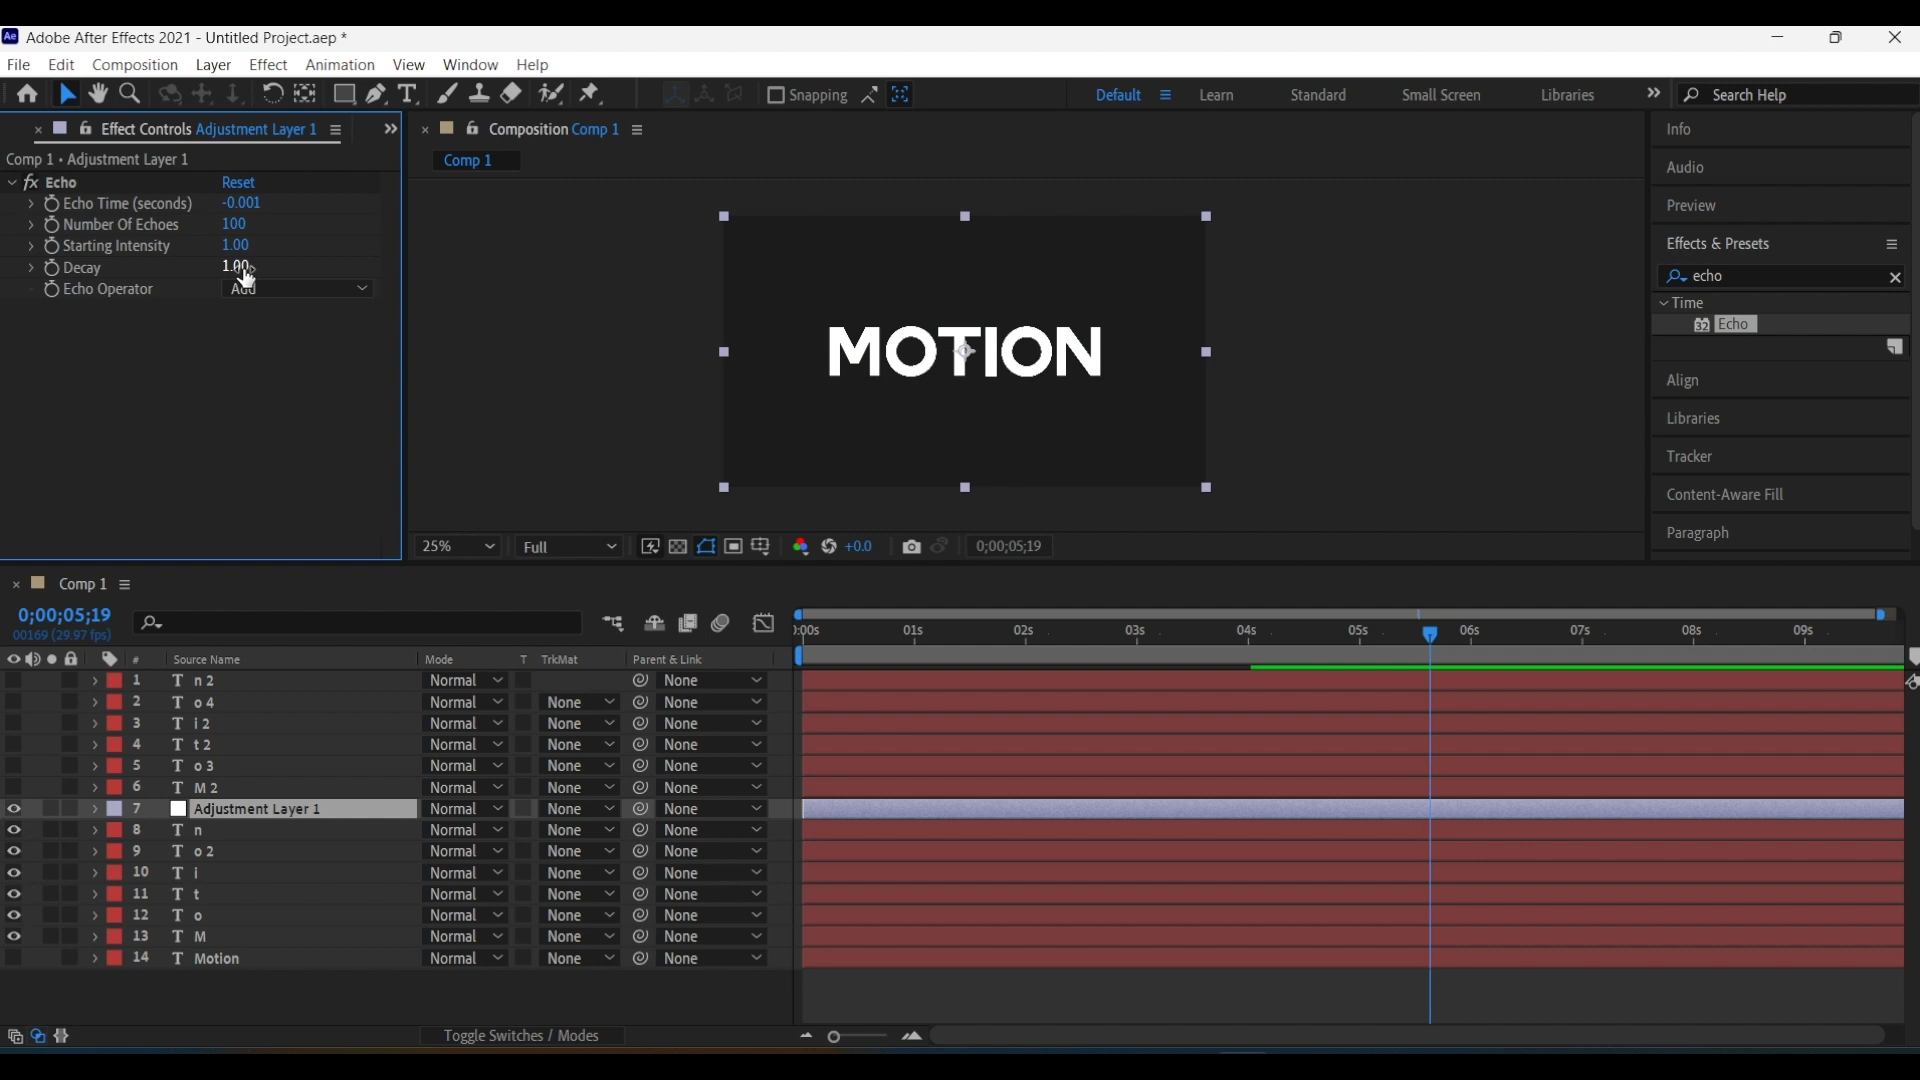 Ae Adobe After Effects 2021 - Untitled Project.aep *
File Edit Composition Layer Effect Animation View Window Help
Snapping Default Learn Standard Small Screen Libraries Search Help
Effect Controls Adjustment Layer 1
Composition Comp 1
Comp 1 • Adjustment Layer 1
Comp 1
fx Echo Reset
Echo Time (seconds) -0.001
Number Of Echoes 100
Starting Intensity 1.00
Decay 1.00
Echo Operator Add
MOTION
Info
Audio
Preview
Effects & Presets
echo
Time
32 Echo
Align
Libraries
Tracker
Content-Aware Fill
Paragraph
25% Full +0.0 0;00;05;19
Comp 1
0;00;05;19
00169 (29.97 fps)
0:00s 01s 02s 03s 04s 05s 06s 07s 08s 09s
# Source Name Mode T TrkMat Parent & Link
1 T n 2 Normal None
2 T o 4 Normal None None
3 T i 2 Normal None None
4 T t 2 Normal None None
5 T o 3 Normal None None
6 T M 2 Normal None None
7 Adjustment Layer 1 Normal None None
8 T n Normal None None
9 T o 2 Normal None None
10 T i Normal None None
11 T t Normal None None
12 T o Normal None None
13 T M Normal None None
14 T Motion Normal None None
Toggle Switches / Modes